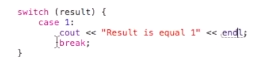 switch (result) {
    case 1:
        cout << "Result is equal 1" << endl;
        break;
}